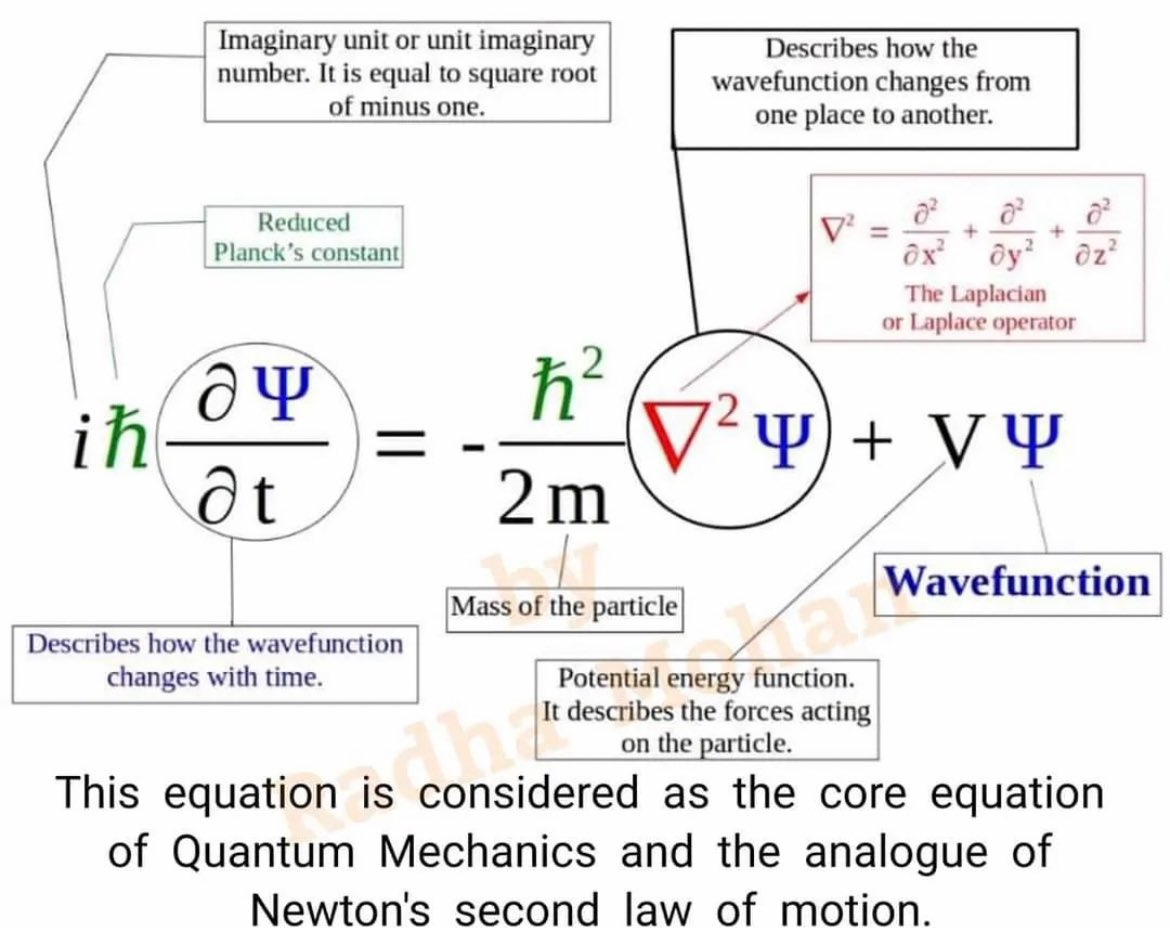 Imaginary unit or unit imaginary
number. It is equal to square root
of minus one.
Describes how the
wavefunction changes from
one place to another.
Reduced
Planck's constant
∇² = ∂²/∂x² + ∂²/∂y² + ∂²/∂z²
The Laplacian
or Laplace operator
iħ ∂Ψ/∂t = - ħ²/2m ∇²Ψ + VΨ
Wavefunction
Mass of the particle
Describes how the wavefunction
changes with time.
Potential energy function.
It describes the forces acting
on the particle.
by
Radha Mohan
This equation is considered as the core equation
of Quantum Mechanics and the analogue of
Newton's second law of motion.